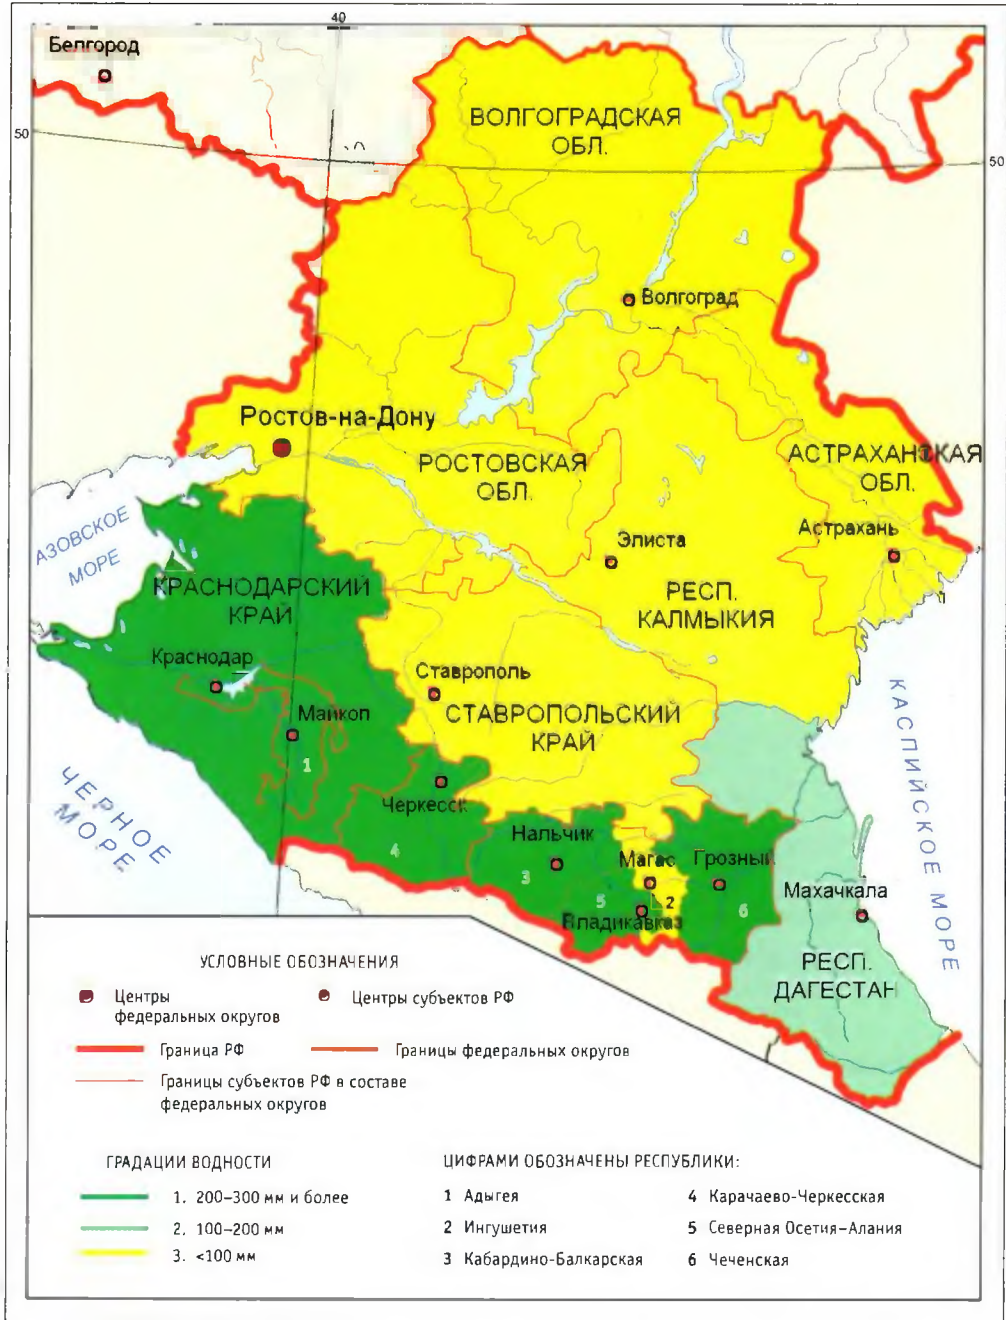 40
Белгород
50
ВОЛГОГРАДСКАЯ
ОБЛ.
50
Волгоград
Ростов-на-Дону
РОСТОВСКАЯ
ОБЛ.
АСТРАХАНСКАЯ
ОБЛ.
АЗОВСКОЕ
МОРЕ
Элиста
Астрахань
КРАСНОДАРСКИЙ
КРАЙ
РЕСП.
КАЛМЫКИЯ
Краснодар
Ставрополь
Майкоп
СТАВРОПОЛЬСКИЙ
КРАЙ
1
КАСПИЙСКОЕ МОРЕ
ЧЕРНОЕ
МОРЕ
Черкесск
4
Нальчик
3
Магас
Грозный
2
5
Владикавказ
6
Махачкала
РЕСП.
ДАГЕСТАН
УСЛОВНЫЕ ОБОЗНАЧЕНИЯ
Центры
федеральных округов
Центры субъектов РФ
Граница РФ
Границы федеральных округов
Границы субъектов РФ в составе
федеральных округов
ГРАДАЦИИ ВОДНОСТИ
1. 200–300 мм и более
2. 100–200 мм
3. <100 мм
ЦИФРАМИ ОБОЗНАЧЕНЫ РЕСПУБЛИКИ:
1 Адыгея
2 Ингушетия
3 Кабардино-Балкарская
4 Карачаево-Черкесская
5 Северная Осетия–Алания
6 Чеченская